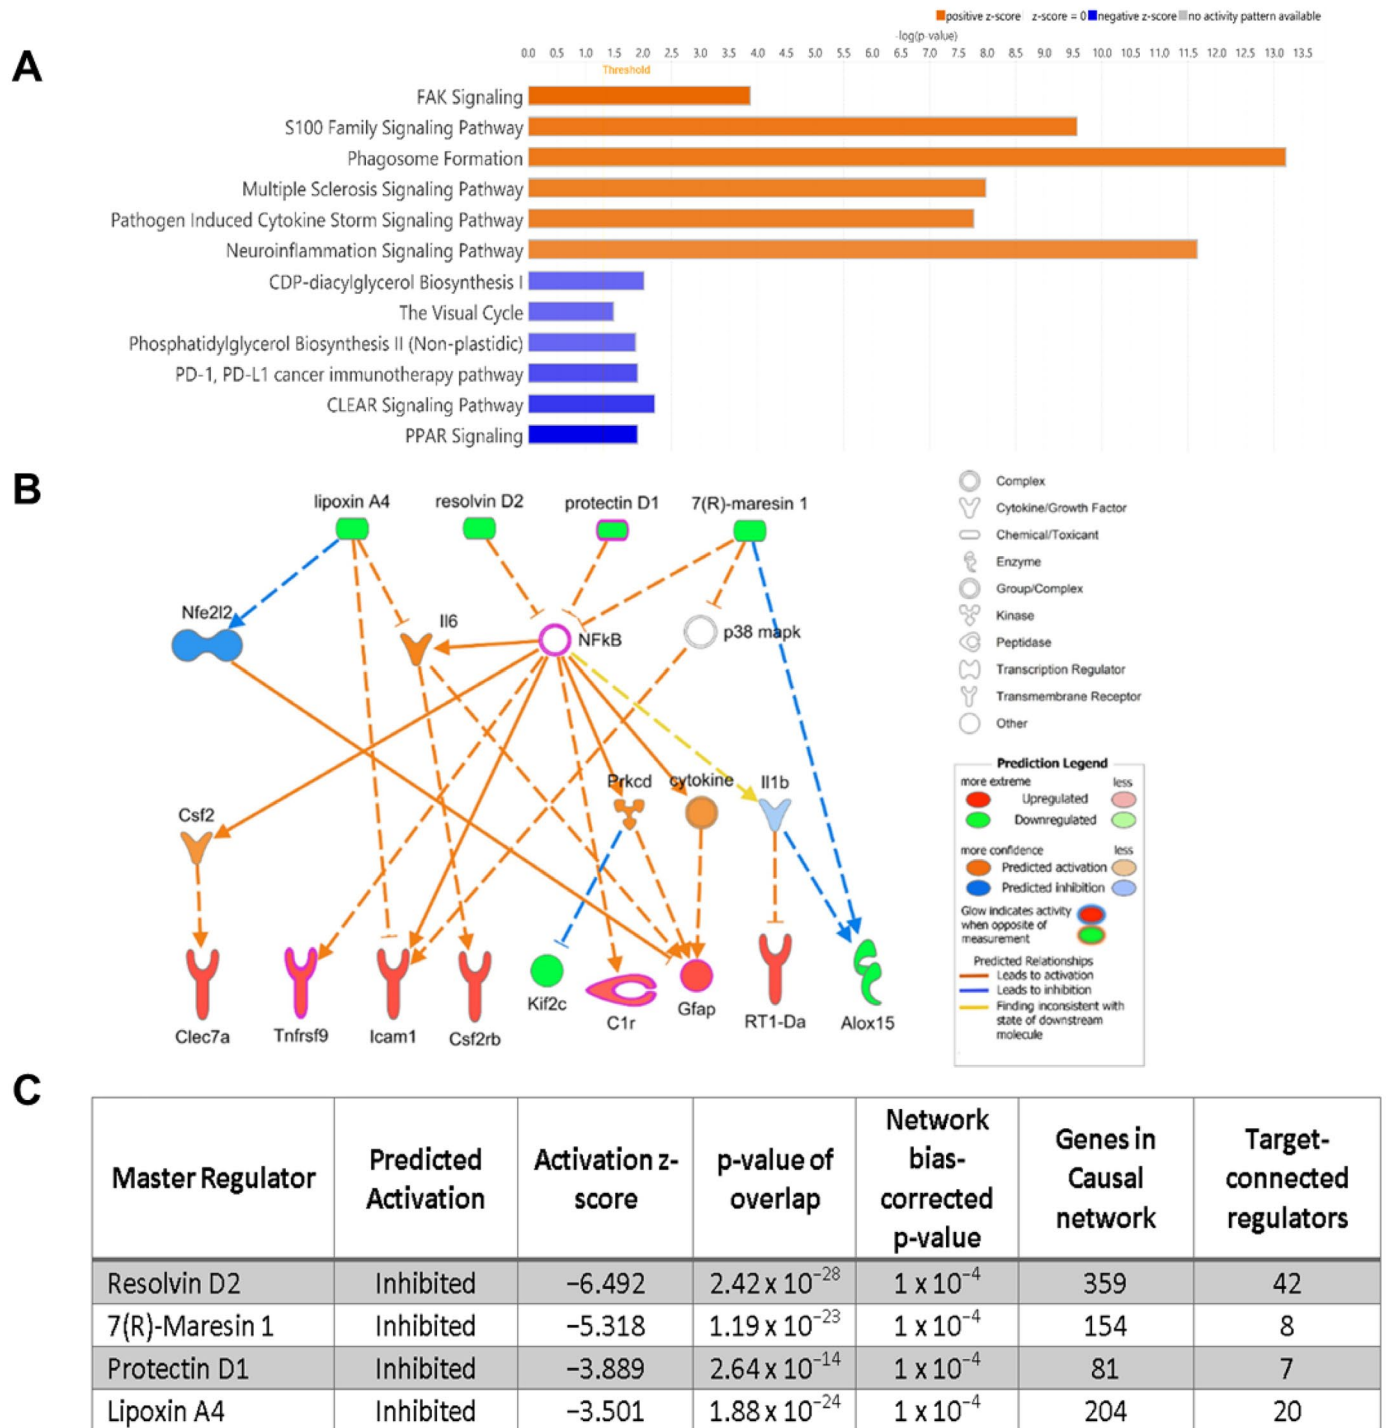 positive z-score z-score = 0 negative z-score no activity pattern available
-log(p-value)
A
0.0 0.5 1.0 1.5 2.0 2.5 3.0 3.5 4.0 4.5 5.0 5.5 6.0 6.5 7.0 7.5 8.0 8.5 9.0 9.5 10.0 10.5 11.0 11.5 12.0 12.5 13.0 13.5
Threshold
FAK Signaling
S100 Family Signaling Pathway
Phagosome Formation
Multiple Sclerosis Signaling Pathway
Pathogen Induced Cytokine Storm Signaling Pathway
Neuroinflammation Signaling Pathway
CDP-diacylglycerol Biosynthesis I
The Visual Cycle
Phosphatidylglycerol Biosynthesis II (Non-plastidic)
PD-1, PD-L1 cancer immunotherapy pathway
CLEAR Signaling Pathway
PPAR Signaling
B
lipoxin A4 resolvin D2 protectin D1 7(R)-maresin 1
Nfe2l2 Il6 NFkB p38 mapk
Prkcd cytokine Il1b
Csf2
Clec7a Tnfrsf9 Icam1 Csf2rb Kif2c C1r Gfap RT1-Da Alox15
Complex
Cytokine/Growth Factor
Chemical/Toxicant
Enzyme
Group/Complex
Kinase
Peptidase
Transcription Regulator
Transmembrane Receptor
Other
Prediction Legend
more extreme less
Upregulated
Downregulated
more confidence less
Predicted activation
Predicted inhibition
Glow indicates activity
when opposite of
measurement
Predicted Relationships
Leads to activation
Leads to inhibition
Finding inconsistent with
state of downstream
molecule
C
Master Regulator Predicted Activation Activation z-score p-value of overlap Network bias-corrected p-value Genes in Causal network Target-connected regulators
Resolvin D2 Inhibited −6.492 2.42 x 10⁻²⁸ 1 x 10⁻⁴ 359 42
7(R)-Maresin 1 Inhibited −5.318 1.19 x 10⁻²³ 1 x 10⁻⁴ 154 8
Protectin D1 Inhibited −3.889 2.64 x 10⁻¹⁴ 1 x 10⁻⁴ 81 7
Lipoxin A4 Inhibited −3.501 1.88 x 10⁻²⁴ 1 x 10⁻⁴ 204 20